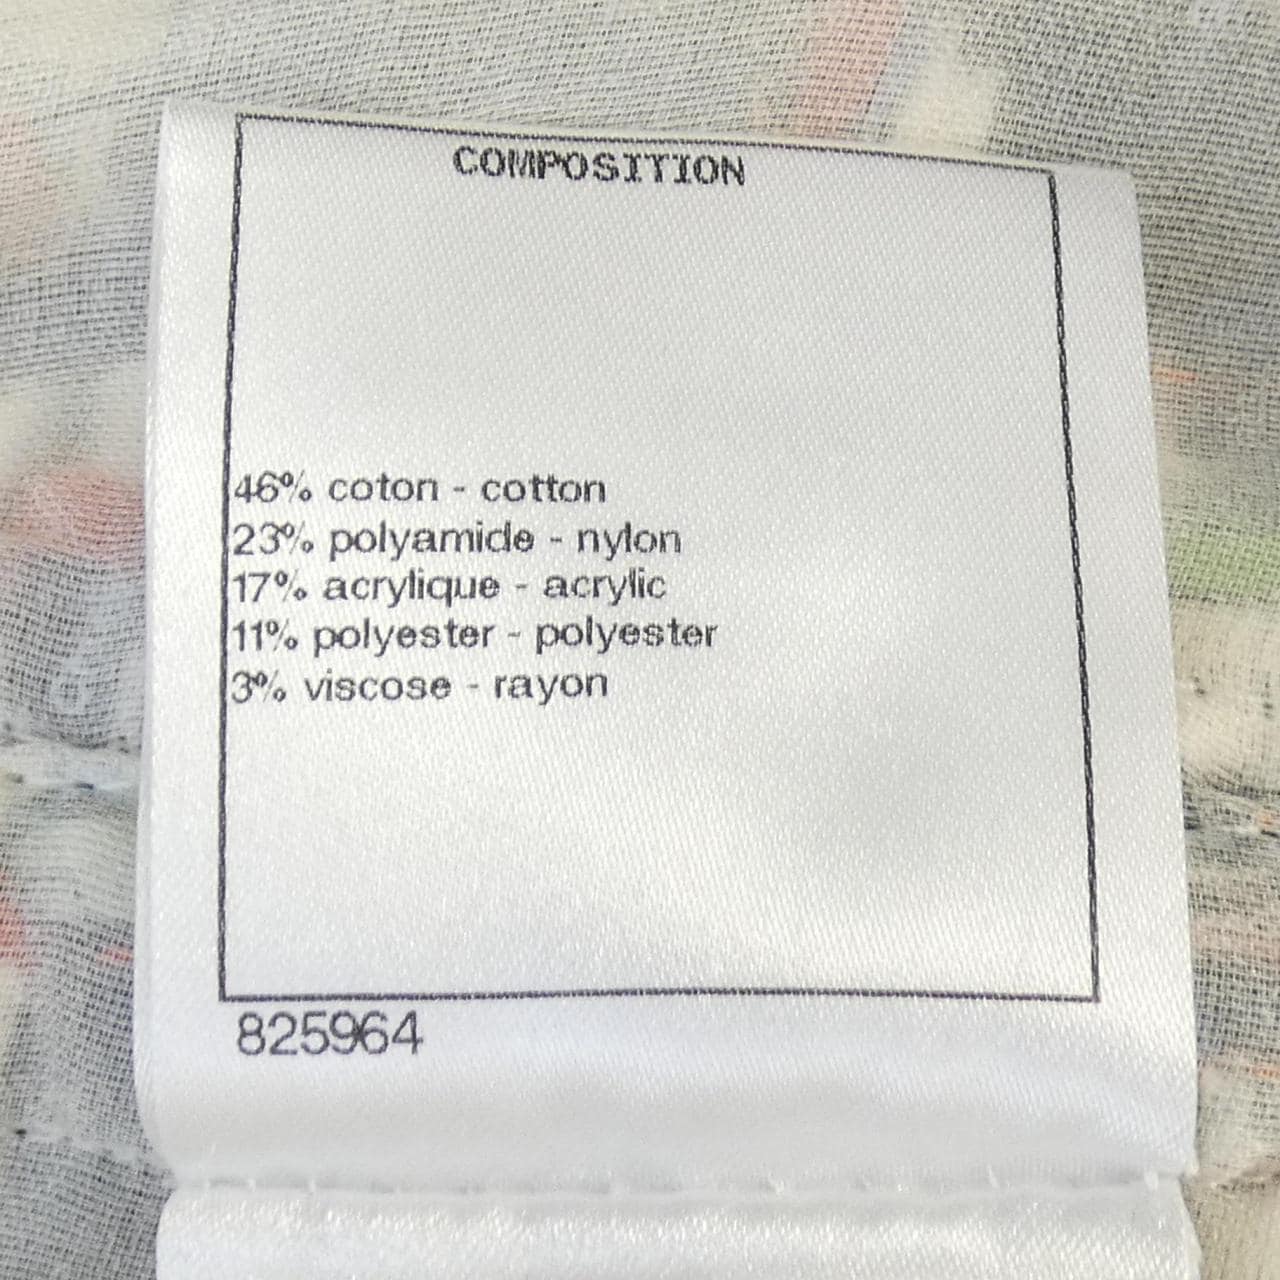 COMPOSITION
46% coton - cotton
23% polyamide - nylon
17% acrylique - acrylic
11% polyester - polyester
3% viscose - rayon
825964